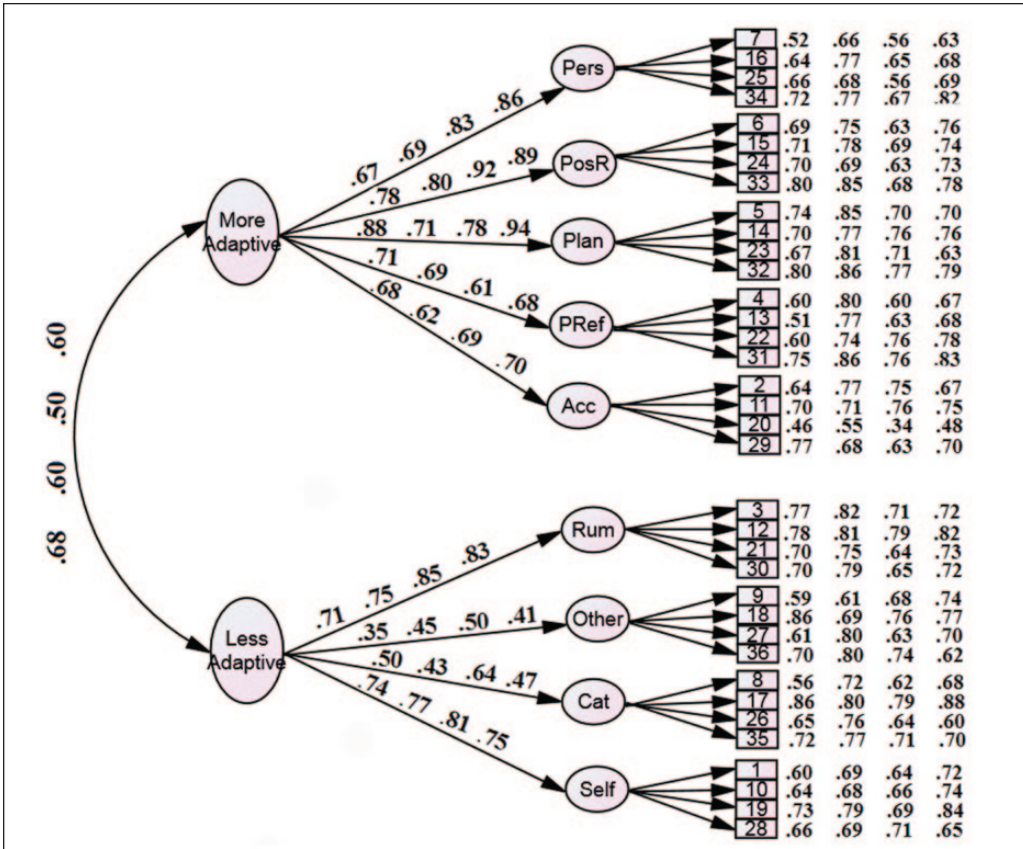 7 .52 .66 .56 .63
Pers 16 .64 .77 .65 .68
25 .66 .68 .56 .69
34 .72 .77 .67 .82
.67 .69 .83 .86
6 .69 .75 .63 .76
PosR 15 .71 .78 .69 .74
24 .70 .69 .63 .73
33 .80 .85 .68 .78
.78 .80 .92 .89
More
Adaptive
5 .74 .85 .70 .70
Plan 14 .70 .77 .76 .76
23 .67 .81 .71 .63
32 .80 .86 .77 .79
.88 .71 .78 .94
4 .60 .80 .60 .67
PRef 13 .51 .77 .63 .68
22 .60 .74 .76 .78
31 .75 .86 .76 .83
.71 .69 .61 .68
2 .64 .77 .75 .67
Acc 11 .70 .71 .76 .75
20 .46 .55 .34 .48
29 .77 .68 .63 .70
.68 .62 .69 .70
.60 .50 .60 .68
3 .77 .82 .71 .72
Rum 12 .78 .81 .79 .82
21 .70 .75 .64 .73
30 .70 .79 .65 .72
.71 .75 .85 .83
9 .59 .61 .68 .74
Other 18 .86 .69 .76 .77
27 .61 .80 .63 .70
36 .70 .80 .74 .62
.35 .45 .50 .41
Less
Adaptive
8 .56 .72 .62 .68
Cat 17 .86 .80 .79 .88
26 .65 .76 .64 .60
35 .72 .77 .71 .70
.50 .43 .64 .47
1 .60 .69 .64 .72
Self 10 .64 .68 .66 .74
19 .73 .79 .69 .84
28 .66 .69 .71 .65
.74 .77 .81 .75